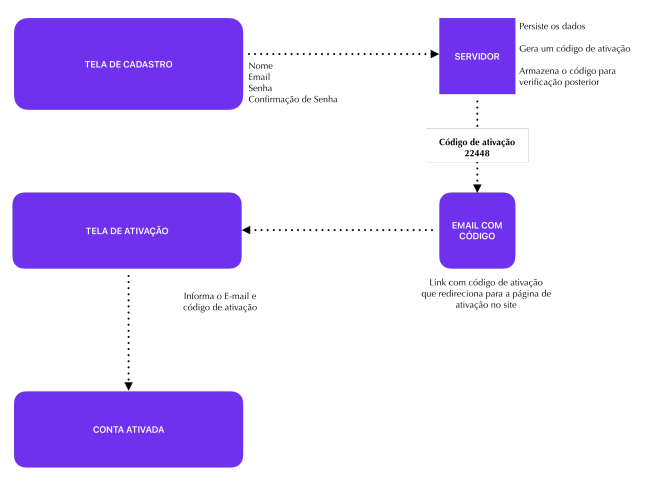 TELA DE CADASTRO
Nome
Email
Senha
Confirmação de Senha
SERVIDOR
Persiste os dados
Gera um código de ativação
Armazena o código para
verificação posterior
Código de ativação
22448
EMAIL COM
CÓDIGO
Link com código de ativação
que redireciona para a página de
ativação no site
TELA DE ATIVAÇÃO
Informa o E-mail e
código de ativação
CONTA ATIVADA